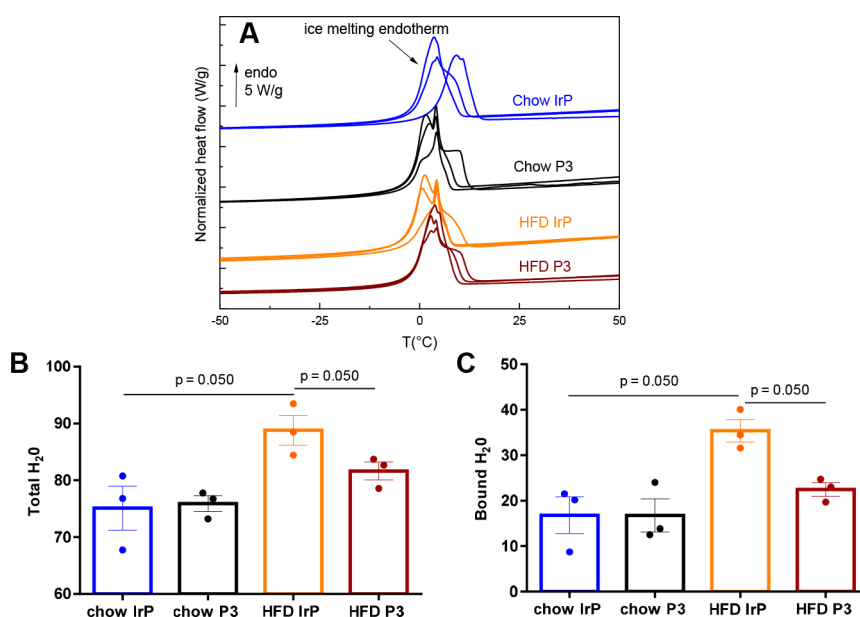 A
ice melting endotherm
endo
5 W/g
Normalized heat flow (W/g)
Chow IrP
Chow P3
HFD IrP
HFD P3
-50 -25 0 25 50
T(°C)
B
p = 0.050
p = 0.050
Total H₂0
100
90
80
70
60
chow IrP chow P3 HFD IrP HFD P3
C
p = 0.050
p = 0.050
Bound H₂0
50
40
30
20
10
0
chow IrP chow P3 HFD IrP HFD P3